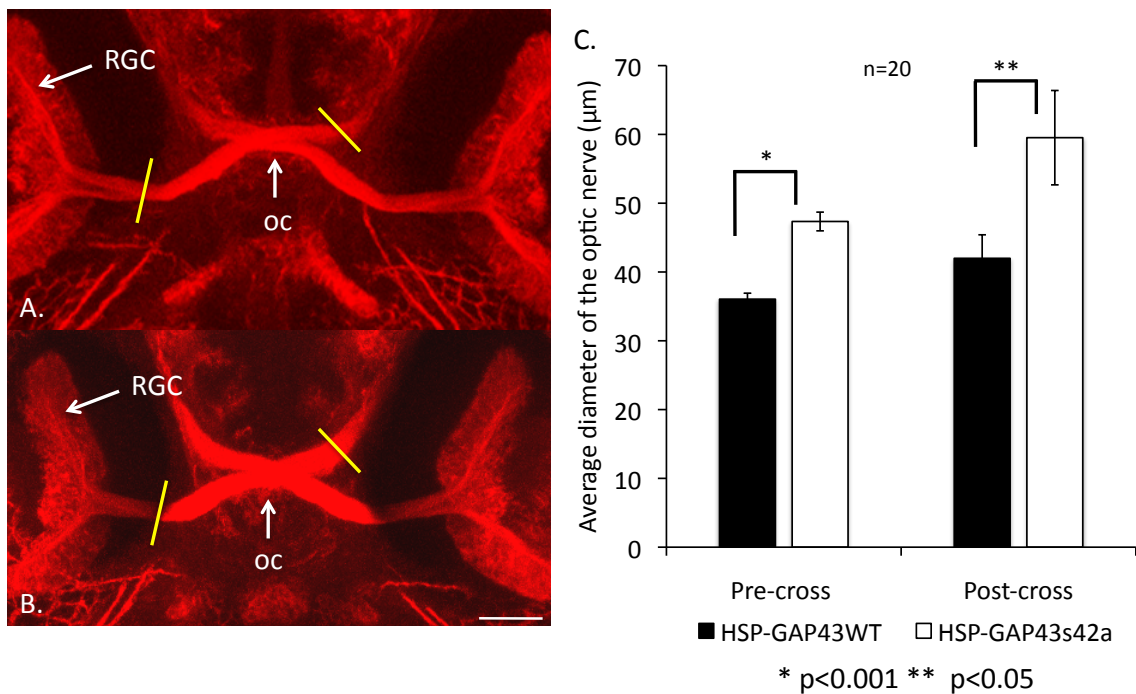 RGC
oc
A.
RGC
oc
B.
C.
n=20
*
**
Average diameter of the optic nerve (μm)
70
60
50
40
30
20
10
0
Pre-cross
Post-cross
HSP-GAP43WT
HSP-GAP43s42a
* p<0.001 ** p<0.05